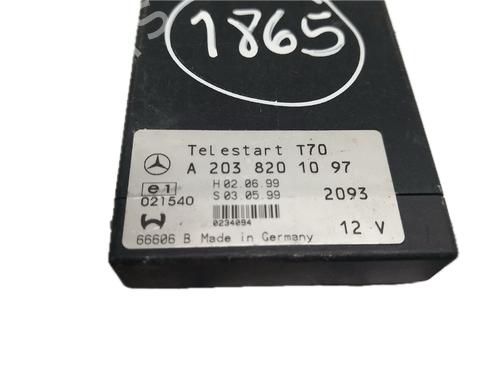 1865
Telestart T70
A 203 820 10 97
e1
H 02.06.99
021540
S 03.05.99
2093
0234094
66606 B Made in Germany
12 V